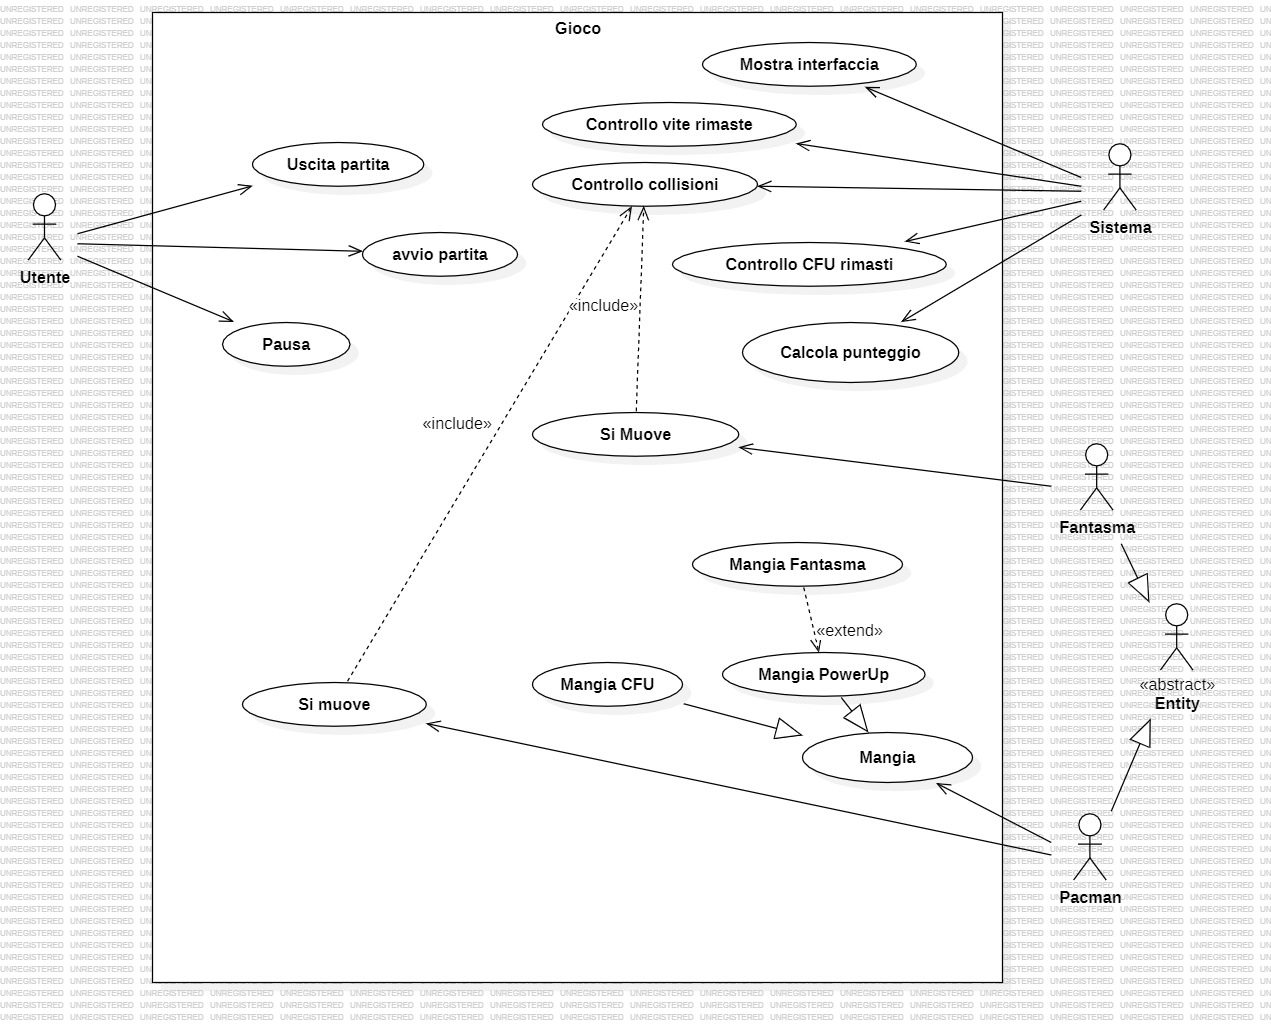 Gioco
Mostra interfaccia
Controllo vite rimaste
Uscita partita
Controllo collisioni
Sistema
avvio partita
Controllo CFU rimasti
Utente
«include»
Pausa
Calcola punteggio
«include»
Si Muove
Fantasma
Mangia Fantasma
«extend»
Mangia CFU
Mangia PowerUp
«abstract»
Entity
Si muove
Mangia
Pacman
UNREGISTERED